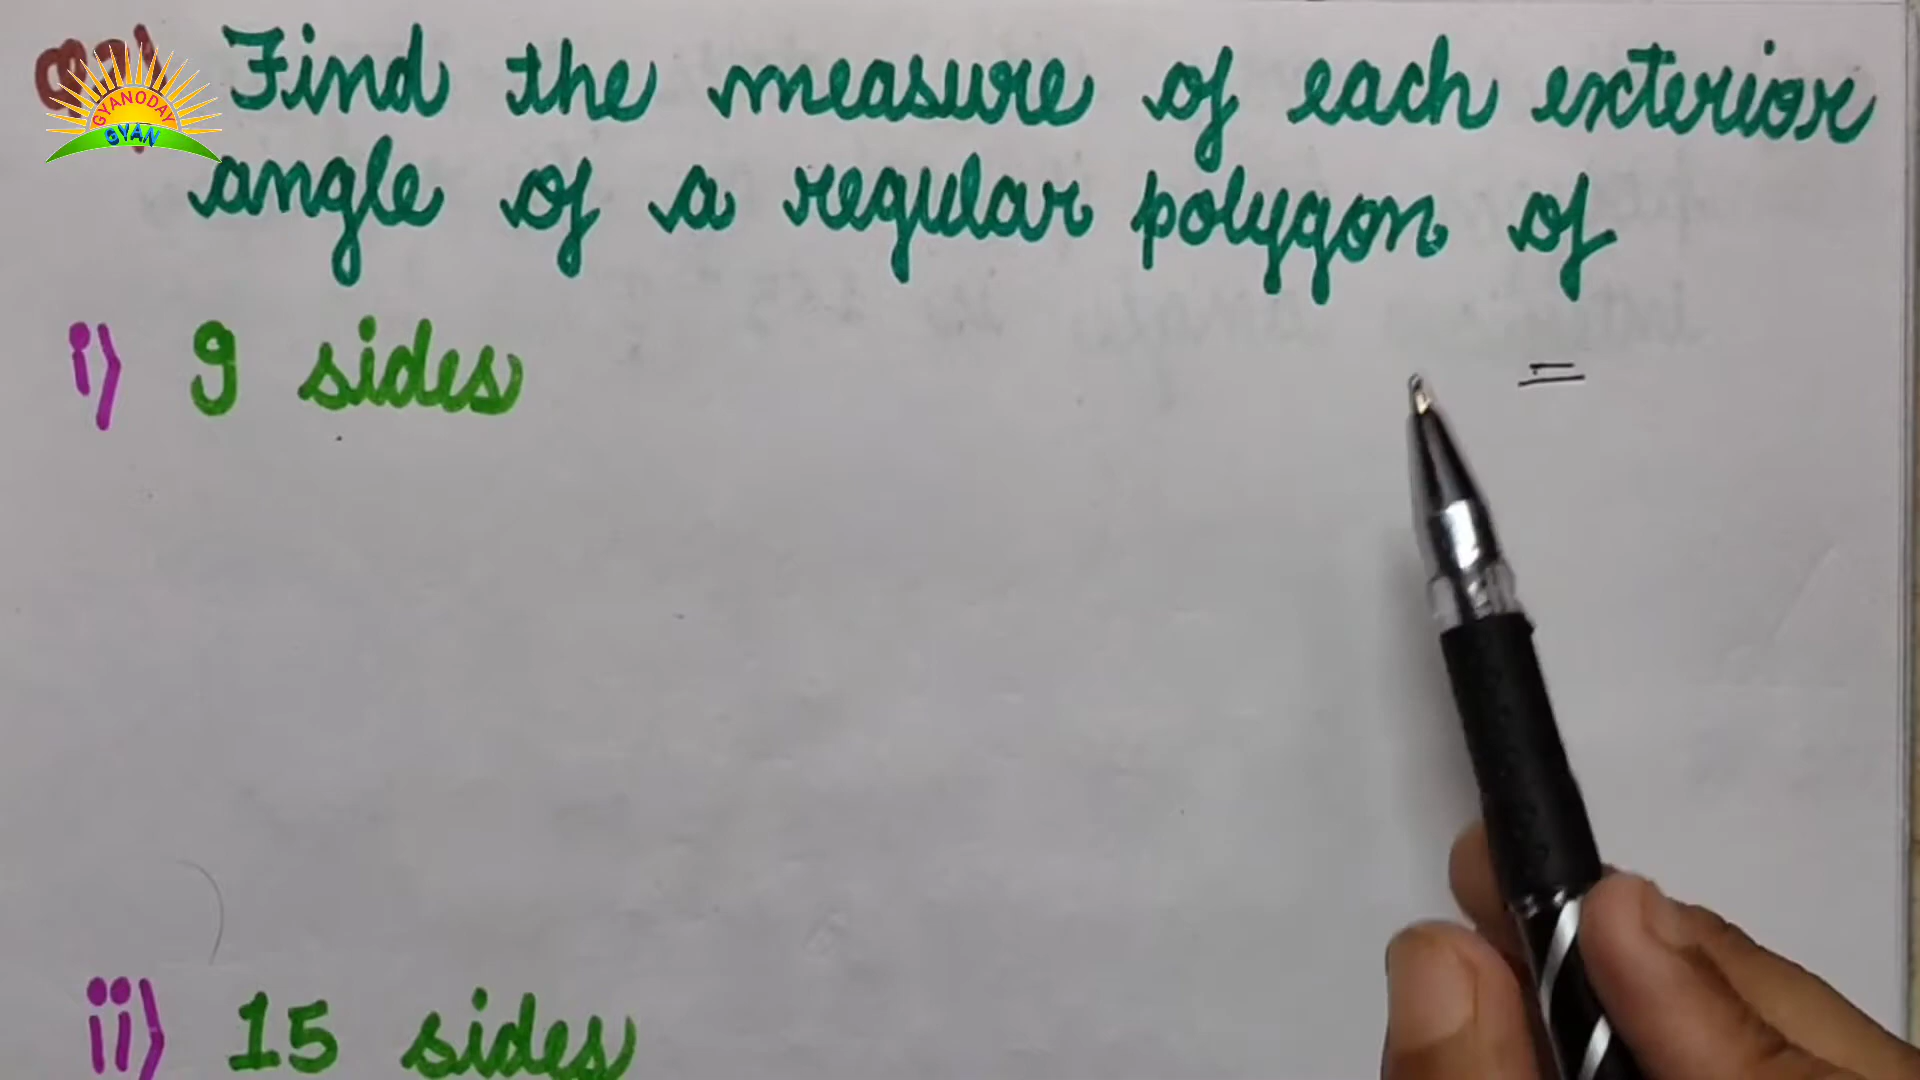 Find the measure of each exterior
angle of a regular polygon of
i) 9 sides
=
ii) 15 sides
GYANODAY
GYAN